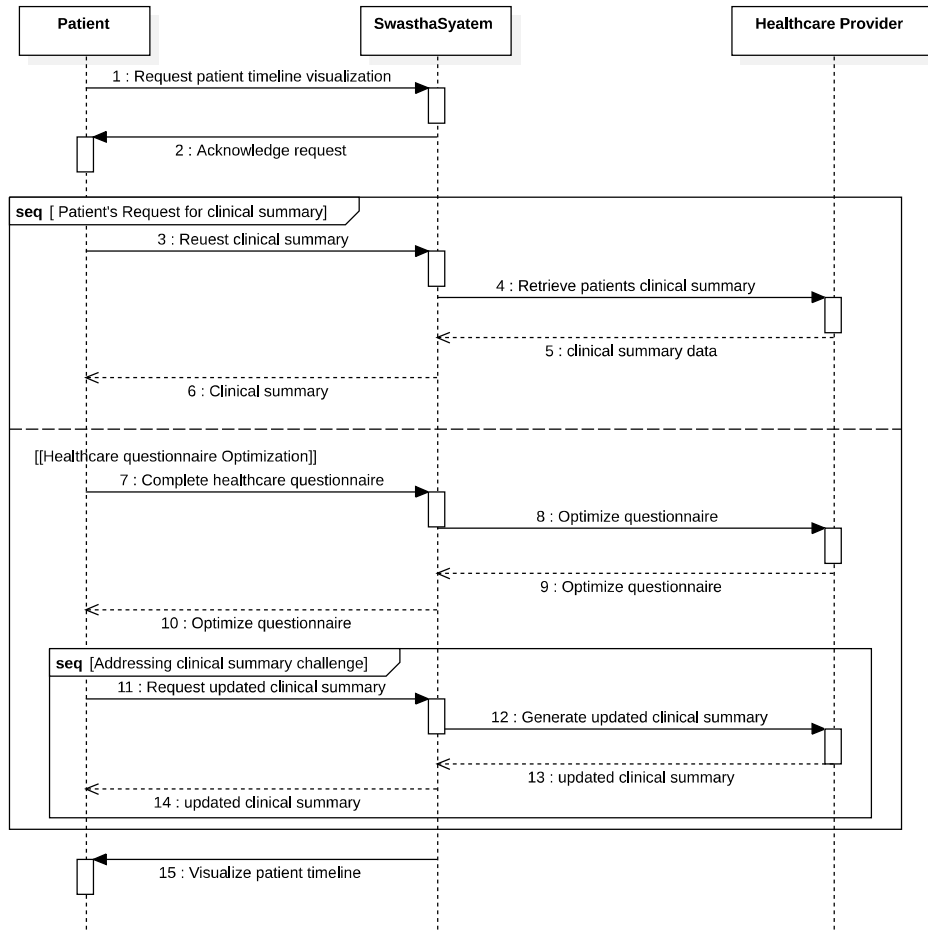 Patient
SwasthaSyatem
Healthcare Provider
1 : Request patient timeline visualization
2 : Acknowledge request
seq [ Patient's Request for clinical summary]
3 : Reuest clinical summary
4 : Retrieve patients clinical summary
5 : clinical summary data
6 : Clinical summary
[[Healthcare questionnaire Optimization]]
7 : Complete healthcare questionnaire
8 : Optimize questionnaire
9 : Optimize questionnaire
10 : Optimize questionnaire
seq [Addressing clinical summary challenge]
11 : Request updated clinical summary
12 : Generate updated clinical summary
13 : updated clinical summary
14 : updated clinical summary
15 : Visualize patient timeline